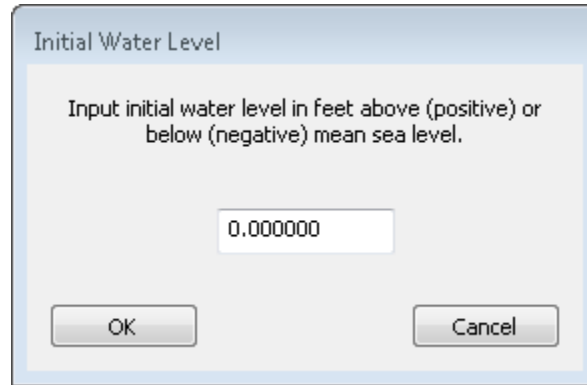 Initial Water Level
Input initial water level in feet above (positive) or
below (negative) mean sea level.
0.000000
OK
Cancel